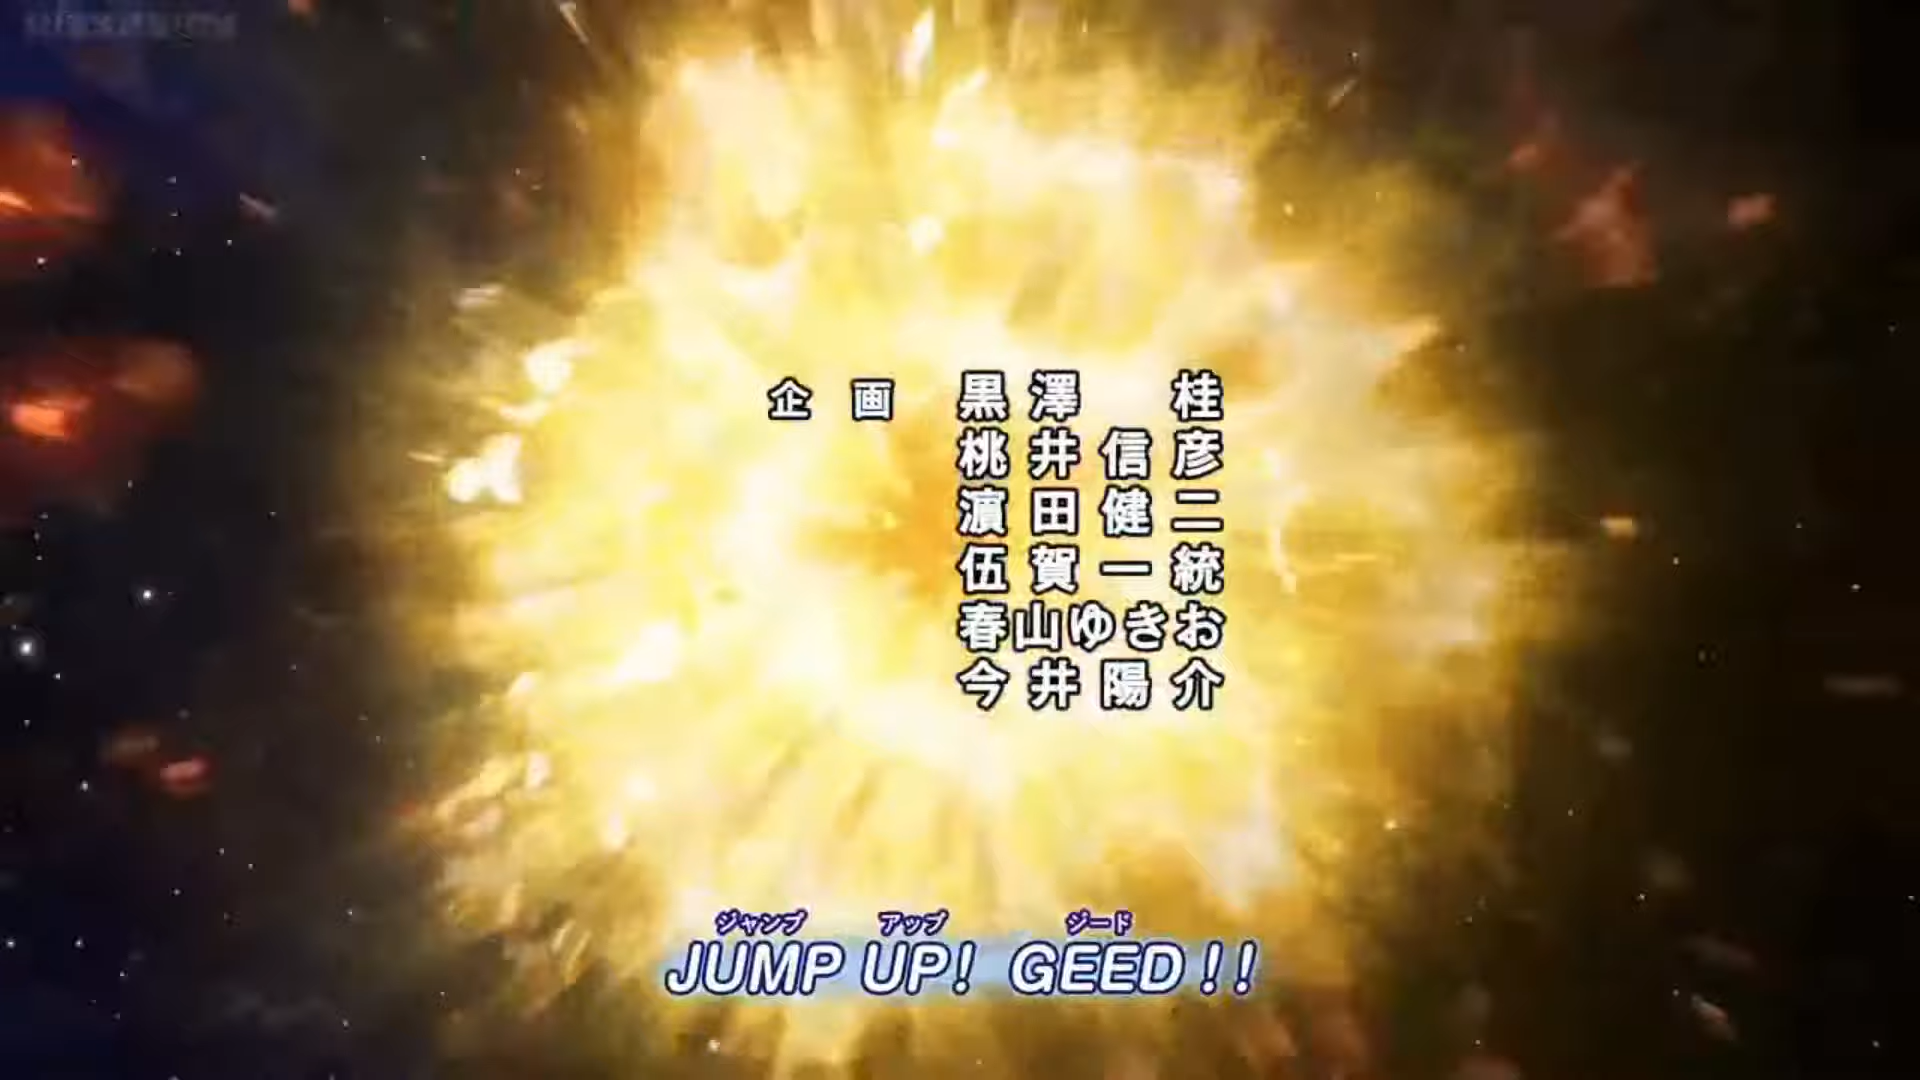 企画 黒澤 桂
桃井信彦
濵田健二
伍賀一統
春山ゆきお
今井陽介
ジャンプ アップ ジード
JUMP UP! GEED!!